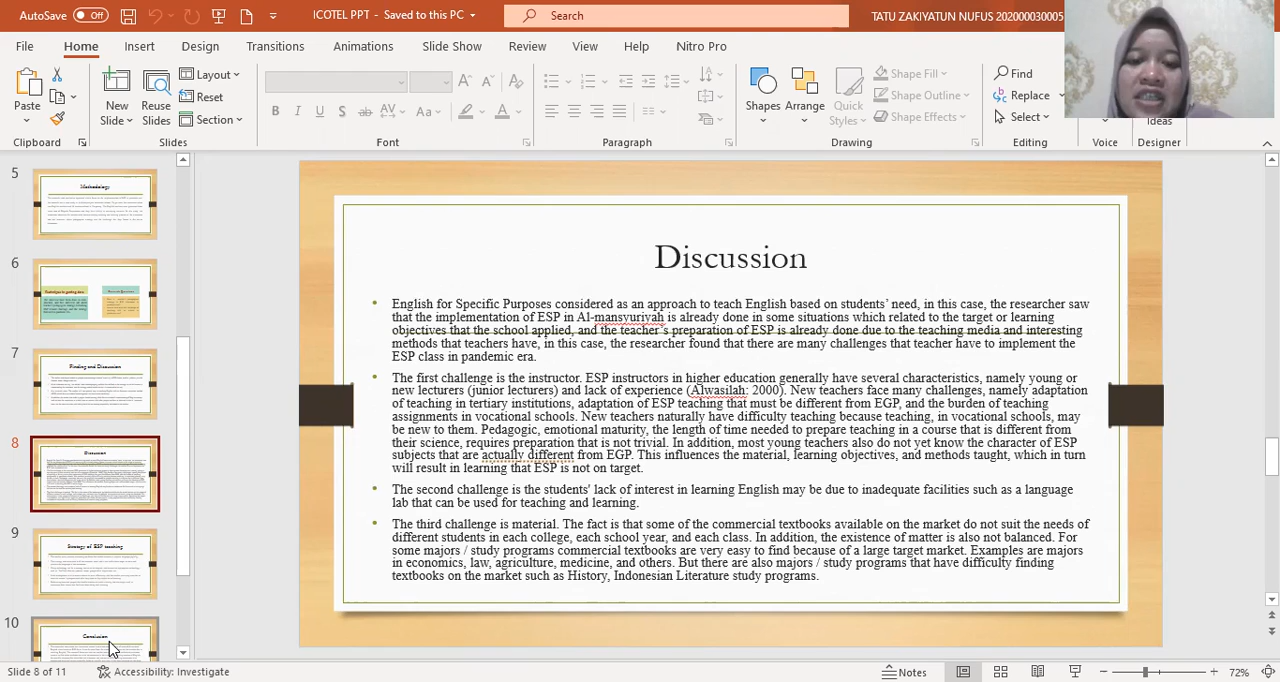 AutoSave Off ICOTEL PPT - Saved to this PC Search TATU ZAKIYATUN NUFUS 202000030005
File Home Insert Design Transitions Animations Slide Show Review View Help Nitro Pro
Paste New Slide Reuse Slides Layout Reset Section Shapes Arrange Quick Styles Shape Fill Shape Outline Shape Effects Find Replace Select Ideas
Clipboard Slides Font Paragraph Drawing Editing Voice Designer
5
Methodology
6
7
Finding and Discussion
8
Discussion
9
Strategy of ESP teaching
10
Conclusion
Discussion
• English for Specific Purposes considered as an approach to teach English based on students' need, in this case, the researcher saw
that the implementation of ESP in Al-mansyuriyah is already done in some situations which related to the target or learning
objectives that the school applied, and the teacher's preparation of ESP is already done due to the teaching media and interesting
methods that teachers have, in this case, the researcher found that there are many challenges that teacher have to implement the
ESP class in pandemic era.
• The first challenge is the instructor. ESP instructors in higher education generally have several characteristics, namely young or
new lecturers (junior lecturers) and lack of experience (Alwasilah: 2000). New teachers face many challenges, namely adaptation
of teaching in tertiary institutions, adaptation of ESP teaching that must be different from EGP, and the burden of teaching
assignments in vocational schools. New teachers naturally have difficulty teaching because teaching, in vocational schools, may
be new to them. Pedagogic, emotional maturity, the length of time needed to prepare teaching in a course that is different from
their science, requires preparation that is not trivial. In addition, most young teachers also do not yet know the character of ESP
subjects that are actually different from EGP. This influences the material, learning objectives, and methods taught, which in turn
will result in learning that ESP is not on target.
• The second challenge is the students' lack of interest in learning English may be due to inadequate facilities such as a language
lab that can be used for teaching and learning.
• The third challenge is material. The fact is that some of the commercial textbooks available on the market do not suit the needs of
different students in each college, each school year, and each class. In addition, the existence of matter is also not balanced. For
some majors / study programs commercial textbooks are very easy to find because of a large target market. Examples are majors
in economics, law, agriculture, medicine, and others. But there are also majors / study programs that have difficulty finding
textbooks on the market such as History, Indonesian Literature study programs.
Slide 8 of 11 Accessibility: Investigate Notes 72%